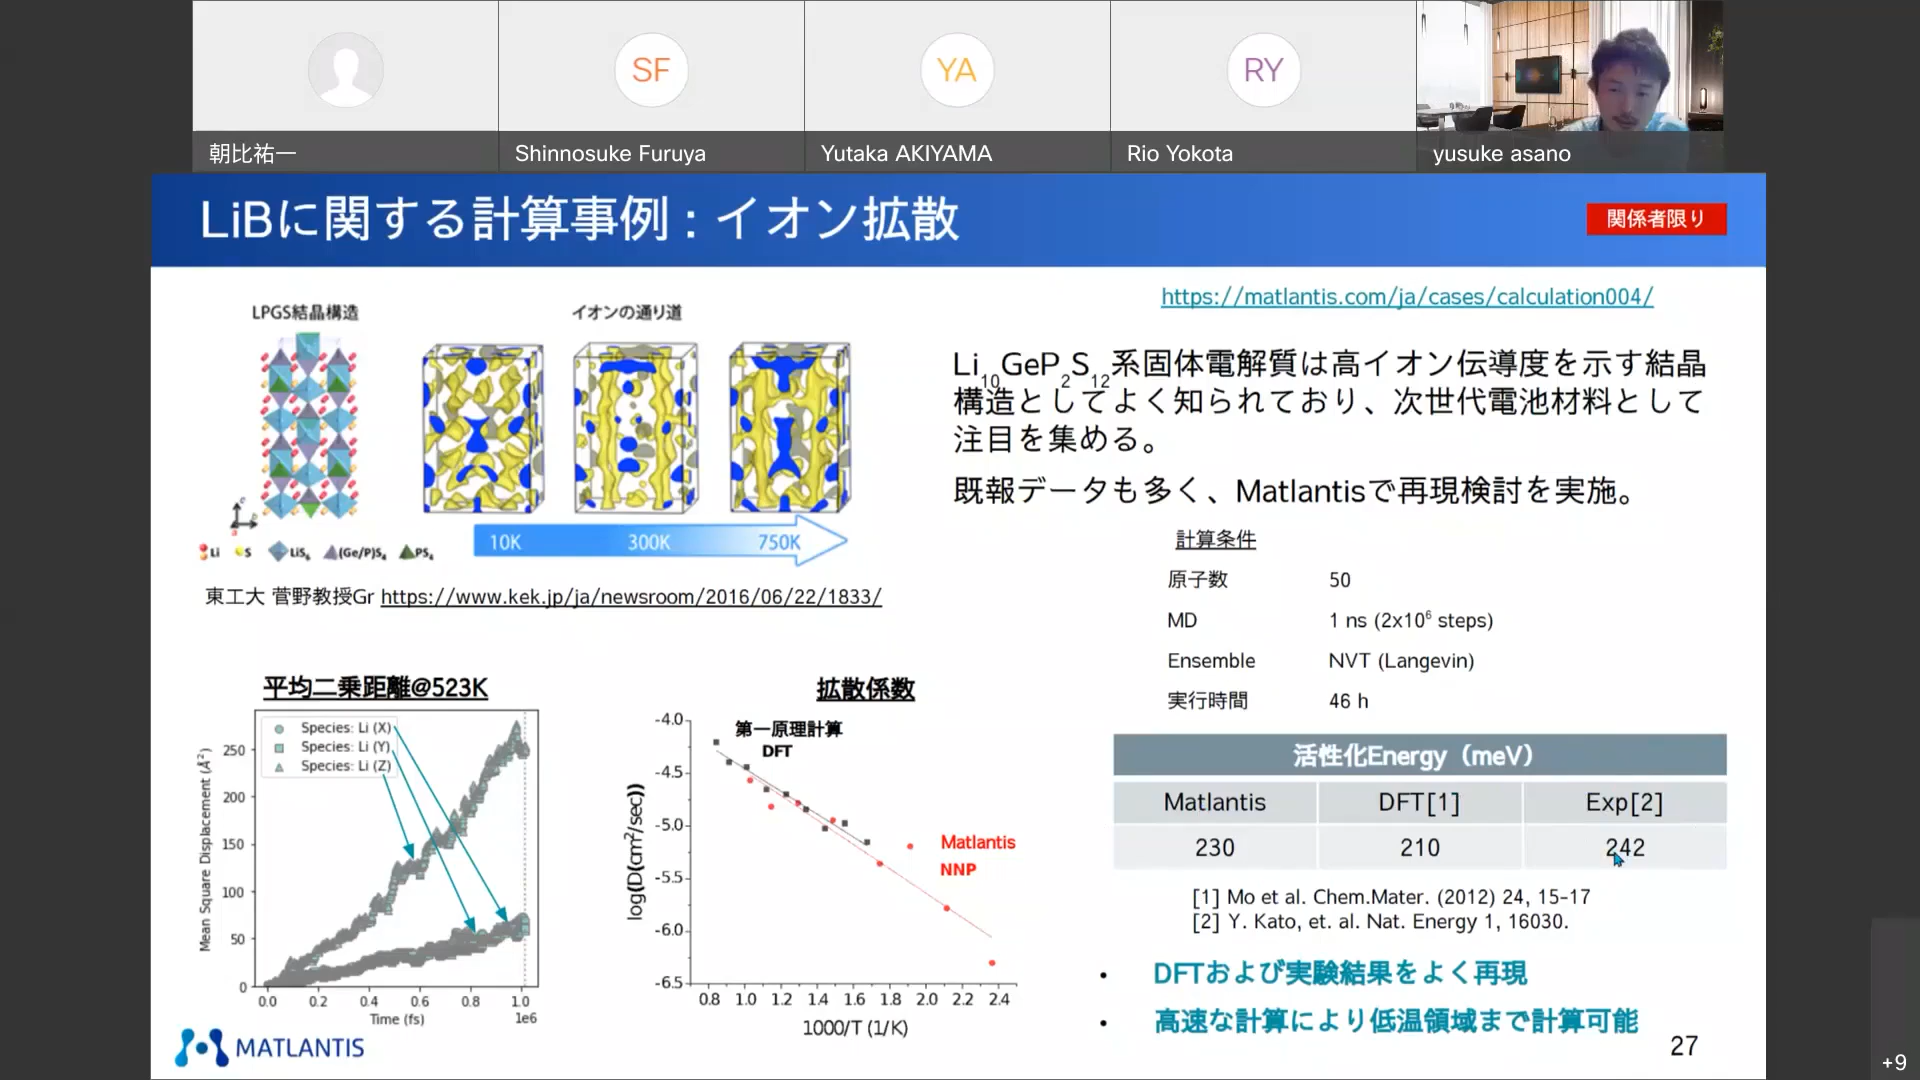 SF
YA
RY
朝比祐一
Shinnosuke Furuya
Yutaka AKIYAMA
Rio Yokota
yusuke asano
LiBに関する計算事例 : イオン拡散
関係者限り
https://matlantis.com/ja/cases/calculation004/
LPGS結晶構造
イオンの通り道
Li S LiS6 (Ge/P)S4 PS4
10K 300K 750K
東工大 菅野教授Gr https://www.kek.jp/ja/newsroom/2016/06/22/1833/
Li10GeP2S12系固体電解質は高イオン伝導度を示す結晶
構造としてよく知られており、次世代電池材料として
注目を集める。
既報データも多く、Matlantisで再現検討を実施。
計算条件
原子数 50
MD 1 ns (2x10⁶ steps)
Ensemble NVT (Langevin)
実行時間 46 h
平均二乗距離@523K
Species: Li (X)
Species: Li (Y)
Species: Li (Z)
Mean Square Displacement (Å²)
250
200
150
100
50
0
0.0 0.2 0.4 0.6 0.8 1.0
Time (fs)
1e6
拡散係数
第一原理計算
DFT
Matlantis
NNP
log(D(cm²/sec))
-4.0
-4.5
-5.0
-5.5
-6.0
-6.5
0.8 1.0 1.2 1.4 1.6 1.8 2.0 2.2 2.4
1000/T (1/K)
活性化Energy（meV）
Matlantis DFT[1] Exp[2]
230 210 242
[1] Mo et al. Chem.Mater. (2012) 24, 15-17
[2] Y. Kato, et. al. Nat. Energy 1, 16030.
• DFTおよび実験結果をよく再現
• 高速な計算により低温領域まで計算可能
MATLANTIS
27
+9